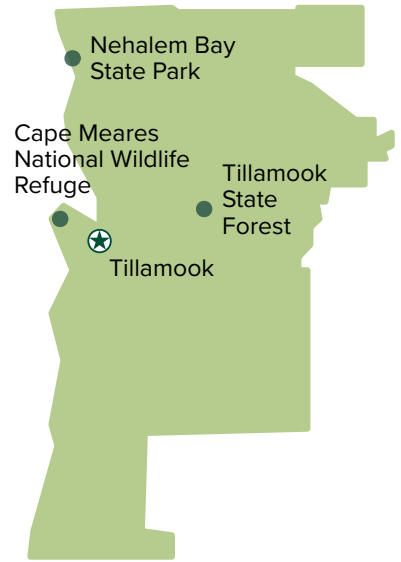 Nehalem Bay
State Park
Cape Meares
National Wildlife
Refuge
Tillamook
State
Forest
Tillamook